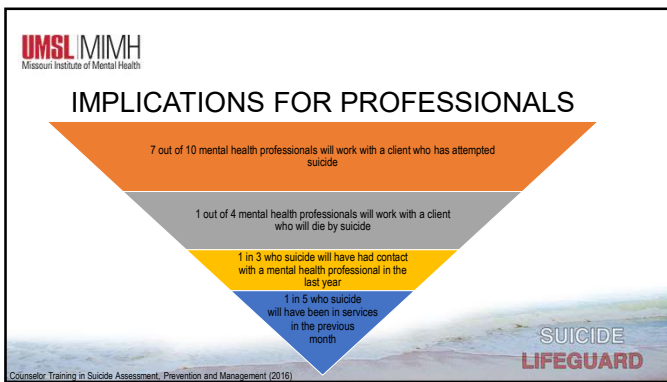 UMSL MIMH
Missouri Institute of Mental Health
IMPLICATIONS FOR PROFESSIONALS
7 out of 10 mental health professionals will work with a client who has attempted
suicide
1 out of 4 mental health professionals will work with a client
who will die by suicide
1 in 3 who suicide will have had contact
with a mental health professional in the
last year
1 in 5 who suicide
will have been in services
in the previous
month
SUICIDE
LIFEGUARD
Counselor Training in Suicide Assessment, Prevention and Management (2016)